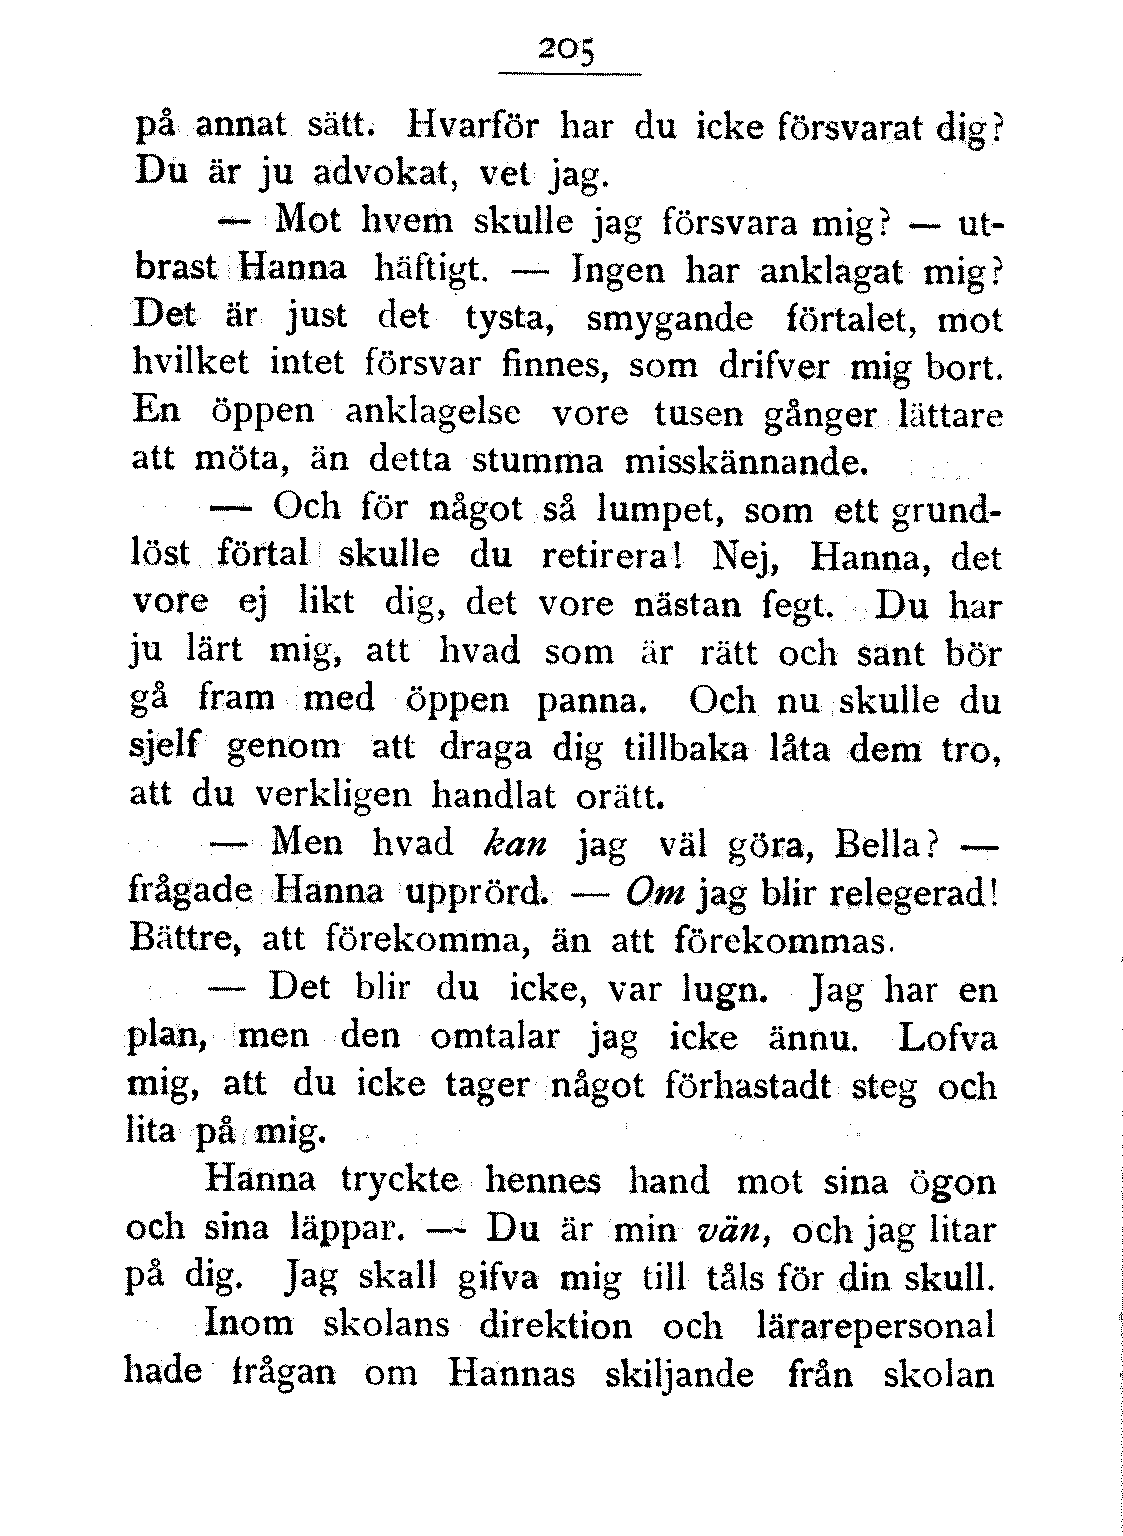 205
på annat sätt. Hvarför har du icke försvarat dig?
Du är ju advokat, vet jag.
— Mot hvem skulle jag försvara mig? — ut-
brast Hanna häftigt. — Ingen har anklagat mig?
Det är just det tysta, smygande förtalet, mot
hvilket intet försvar finnes, som drifver mig bort.
En öppen anklagelse vore tusen gånger lättare
att möta, än detta stumma misskännande.
— Och för något så lumpet, som ett grund-
löst förtal skulle du retirera! Nej, Hanna, det
vore ej likt dig, det vore nästan fegt. Du har
ju lärt mig, att hvad som är rätt och sant bör
gå fram med öppen panna. Och nu skulle du
sjelf genom att draga dig tillbaka låta dem tro,
att du verkligen handlat orätt.
— Men hvad kan jag väl göra, Bella? —
frågade Hanna upprörd. — Om jag blir relegerad!
Bättre, att förekomma, än att förekommas.
— Det blir du icke, var lugn. Jag har en
plan, men den omtalar jag icke ännu. Lofva
mig, att du icke tager något förhastadt steg och
lita på mig.
Hanna tryckte hennes hand mot sina ögon
och sina läppar. — Du är min vän, och jag litar
på dig. Jag skall gifva mig till tåls för din skull.
Inom skolans direktion och lärarepersonal
hade frågan om Hannas skiljande från skolan